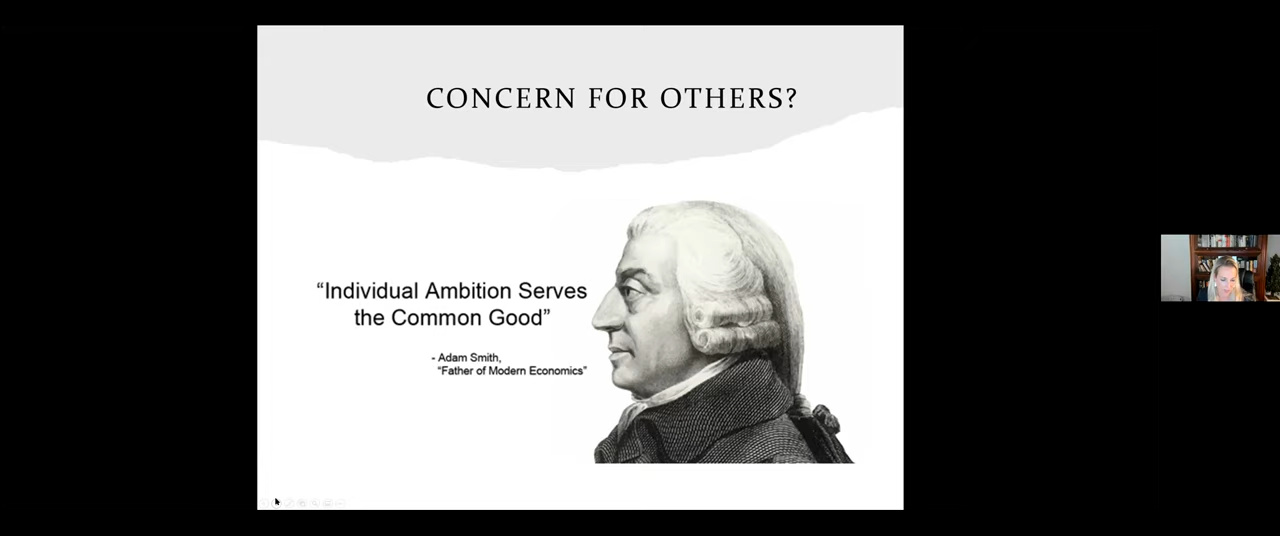 CONCERN FOR OTHERS?
“Individual Ambition Serves
the Common Good”
- Adam Smith,
“Father of Modern Economics”